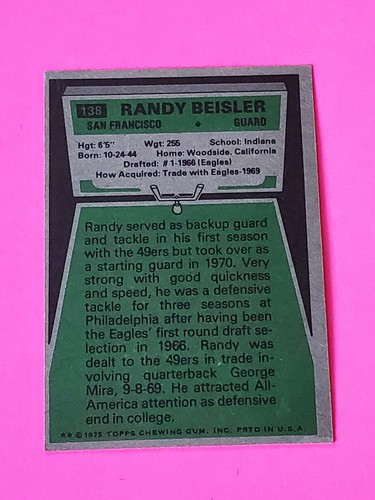 138 RANDY BEISLER
SAN FRANCISCO • GUARD
Hgt: 6'5" Wgt: 255 School: Indiana
Born: 10-24-44 Home: Woodside, California
Drafted: #1-1966 (Eagles)
How Acquired: Trade with Eagles-1969
Randy served as backup guard
and tackle in his first season
with the 49ers but took over as
a starting guard in 1970. Very
strong with good quickness
and speed, he was a defensive
tackle for three seasons at
Philadelphia after having been
the Eagles' first round draft se-
lection in 1966. Randy was
dealt to the 49ers in trade in-
volving quarterback George
Mira, 9-8-69. He attracted All-
America attention as defensive
end in college.
★★ © 1975 TOPPS CHEWING GUM, INC. PRTD IN U.S.A.